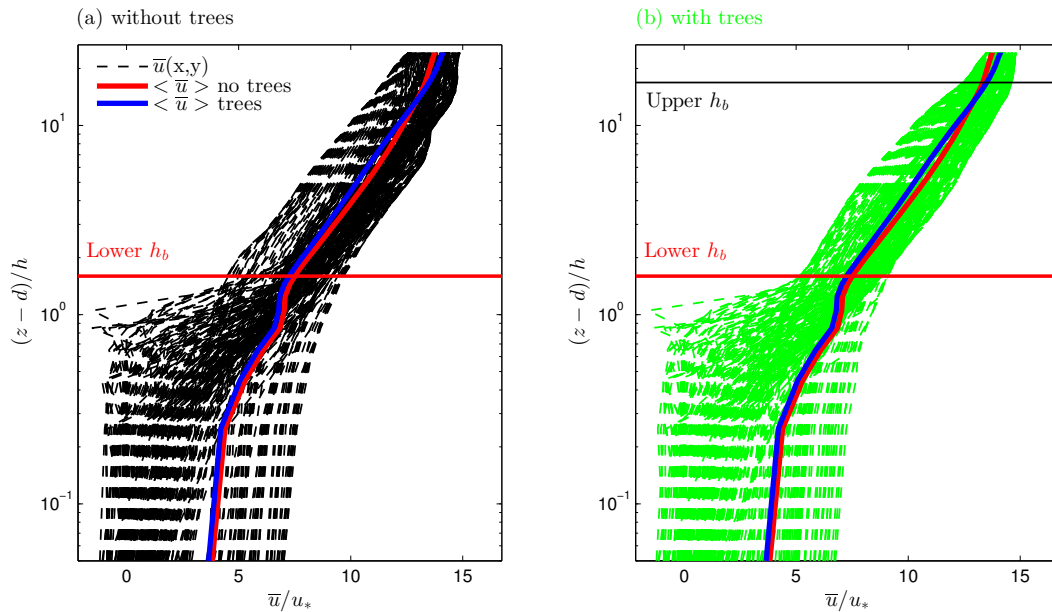 (a) without trees
u̅(x,y)
< u̅ > no trees
< u̅ > trees
Lower h_b
(z − d)/h
10¹
10⁰
10⁻¹
0 5 10 15
u̅/u_*
(b) with trees
Upper h_b
Lower h_b
(z − d)/h
10¹
10⁰
10⁻¹
0 5 10 15
u̅/u_*